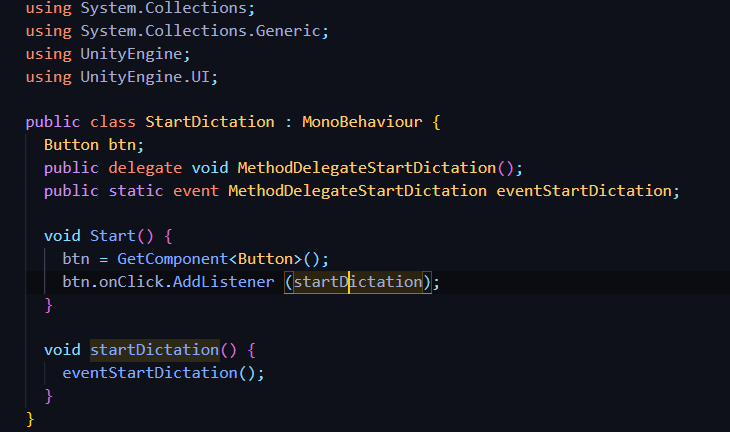 using System.Collections;
using System.Collections.Generic;
using UnityEngine;
using UnityEngine.UI;

public class StartDictation : MonoBehaviour {
  Button btn;
  public delegate void MethodDelegateStartDictation();
  public static event MethodDelegateStartDictation eventStartDictation;

  void Start() {
    btn = GetComponent<Button>();
    btn.onClick.AddListener (startDictation);
  }

  void startDictation() {
    eventStartDictation();
  }
}